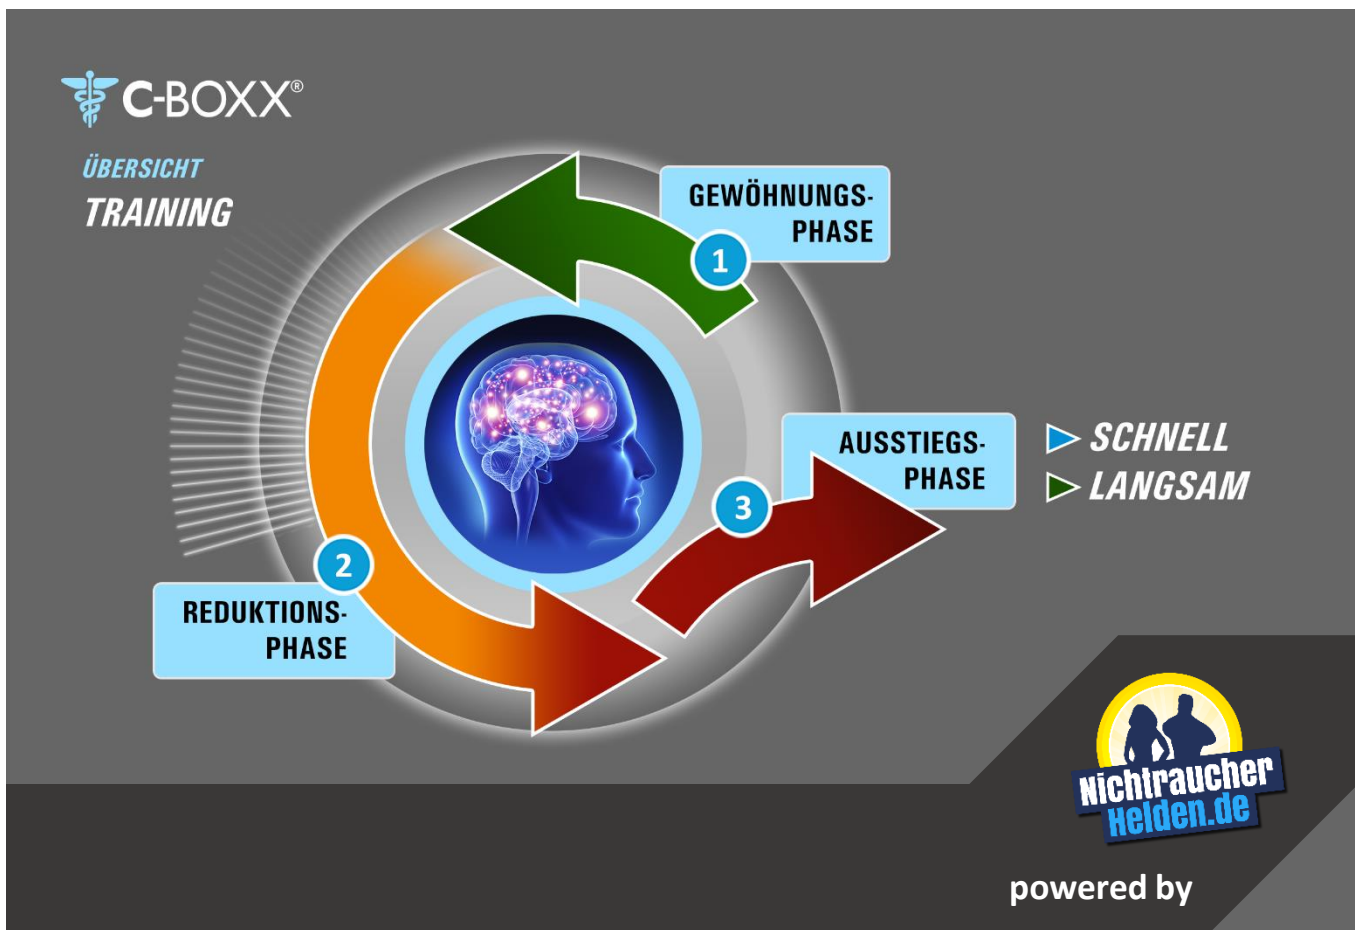 C-BOXX®
ÜBERSICHT
TRAINING
GEWÖHNUNGS-
PHASE
1
AUSSTIEGS-
PHASE
SCHNELL
LANGSAM
3
2
REDUKTIONS-
PHASE
Nichtraucher
Helden.de
powered by